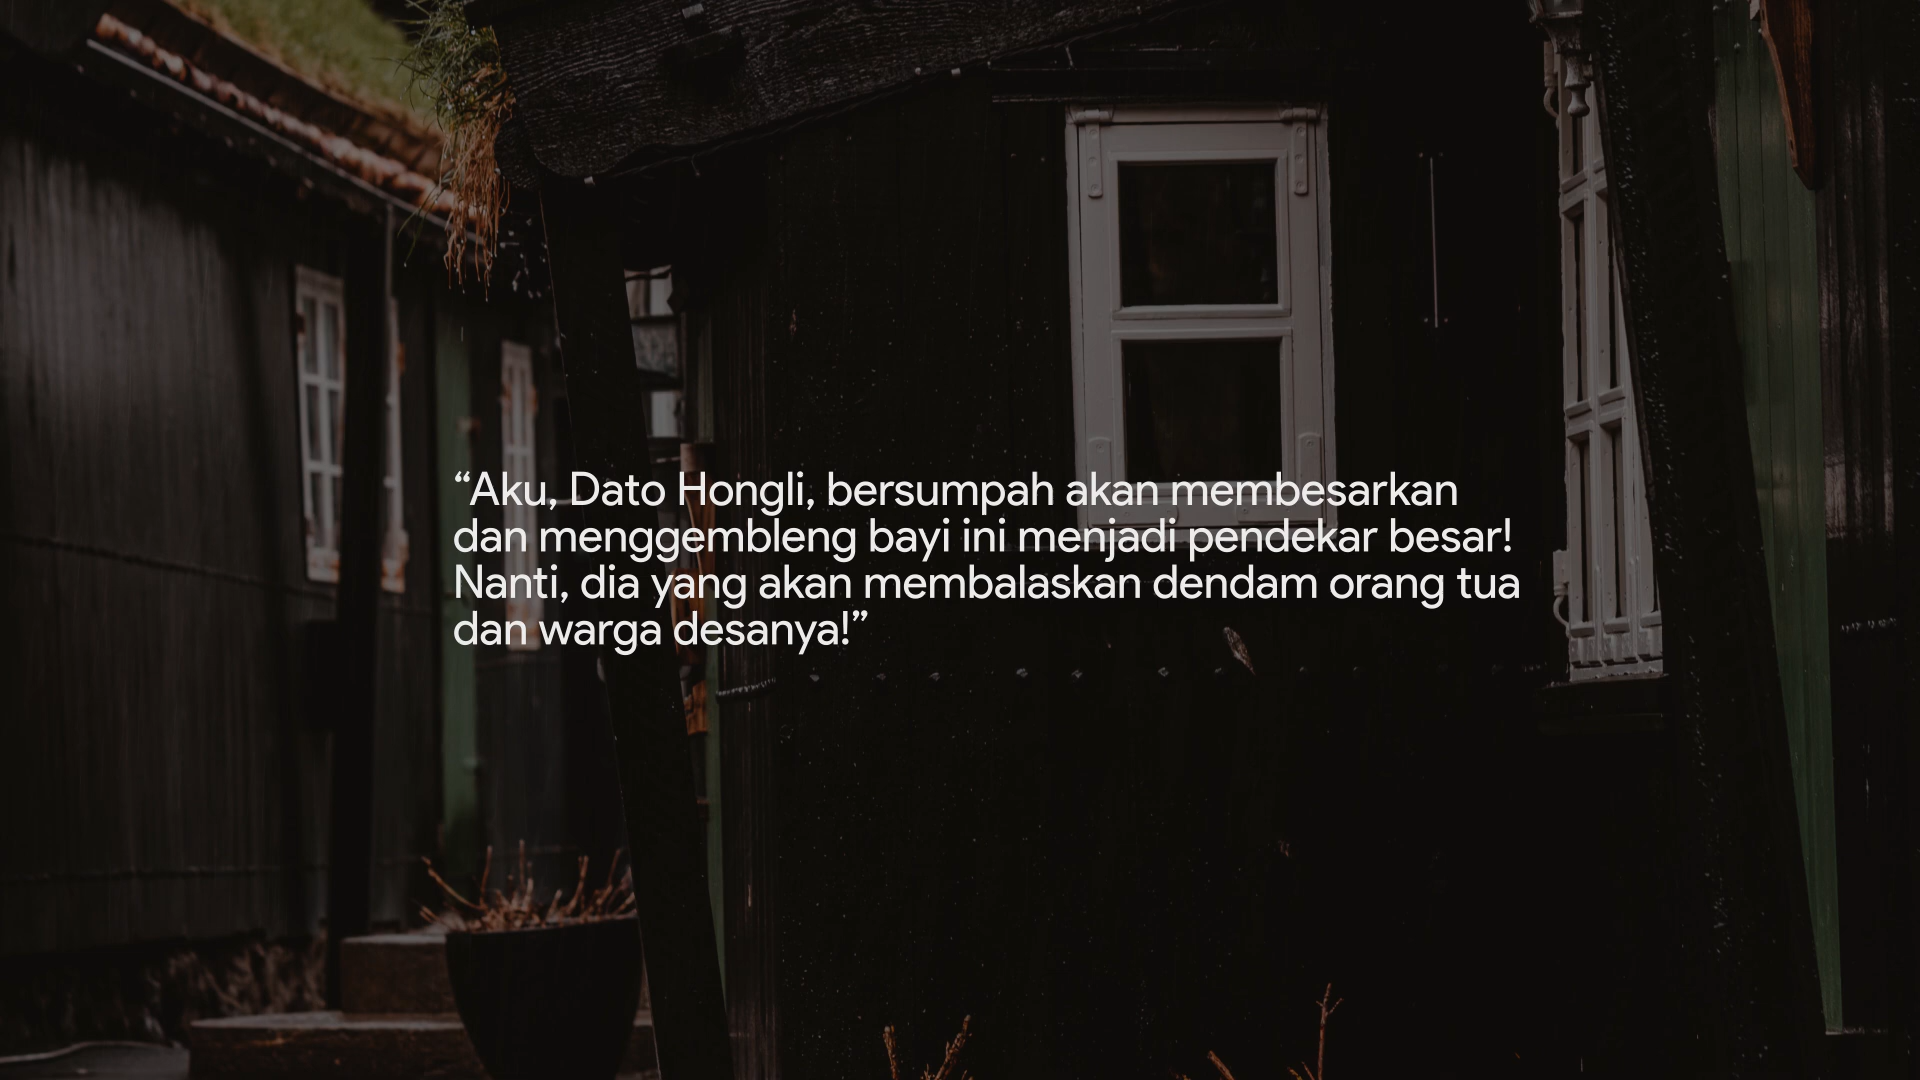 “Aku, Dato Hongli, bersumpah akan membesarkan
dan menggembleng bayi ini menjadi pendekar besar!
Nanti, dia yang akan membalaskan dendam orang tua
dan warga desanya!”